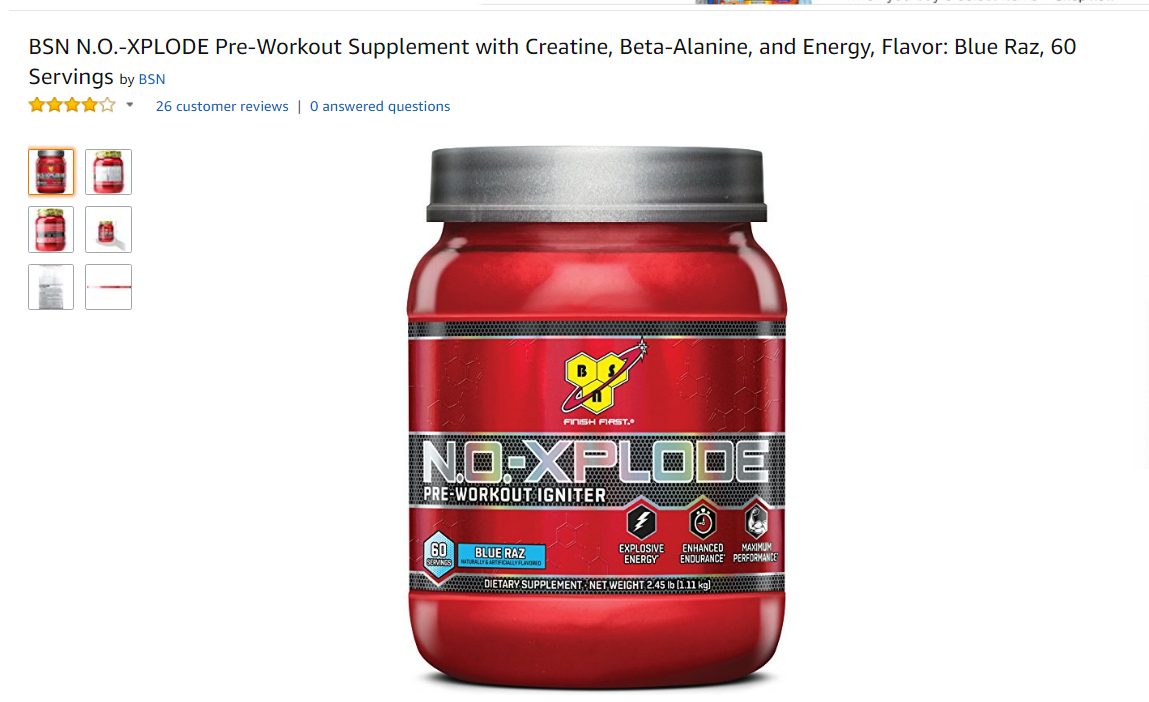 BSN N.O.-XPLODE Pre-Workout Supplement with Creatine, Beta-Alanine, and Energy, Flavor: Blue Raz, 60
Servings by BSN
26 customer reviews | 0 answered questions
B S
N
FINISH FIRST.®
N.O.-XPLODE
PRE-WORKOUT IGNITER
60
SERVINGS
BLUE RAZ
NATURALLY & ARTIFICIALLY FLAVORED
EXPLOSIVE
ENERGY*
ENHANCED
ENDURANCE*
MAXIMUM
PERFORMANCE*
DIETARY SUPPLEMENT · NET WEIGHT 2.45 lb (1.11 kg)